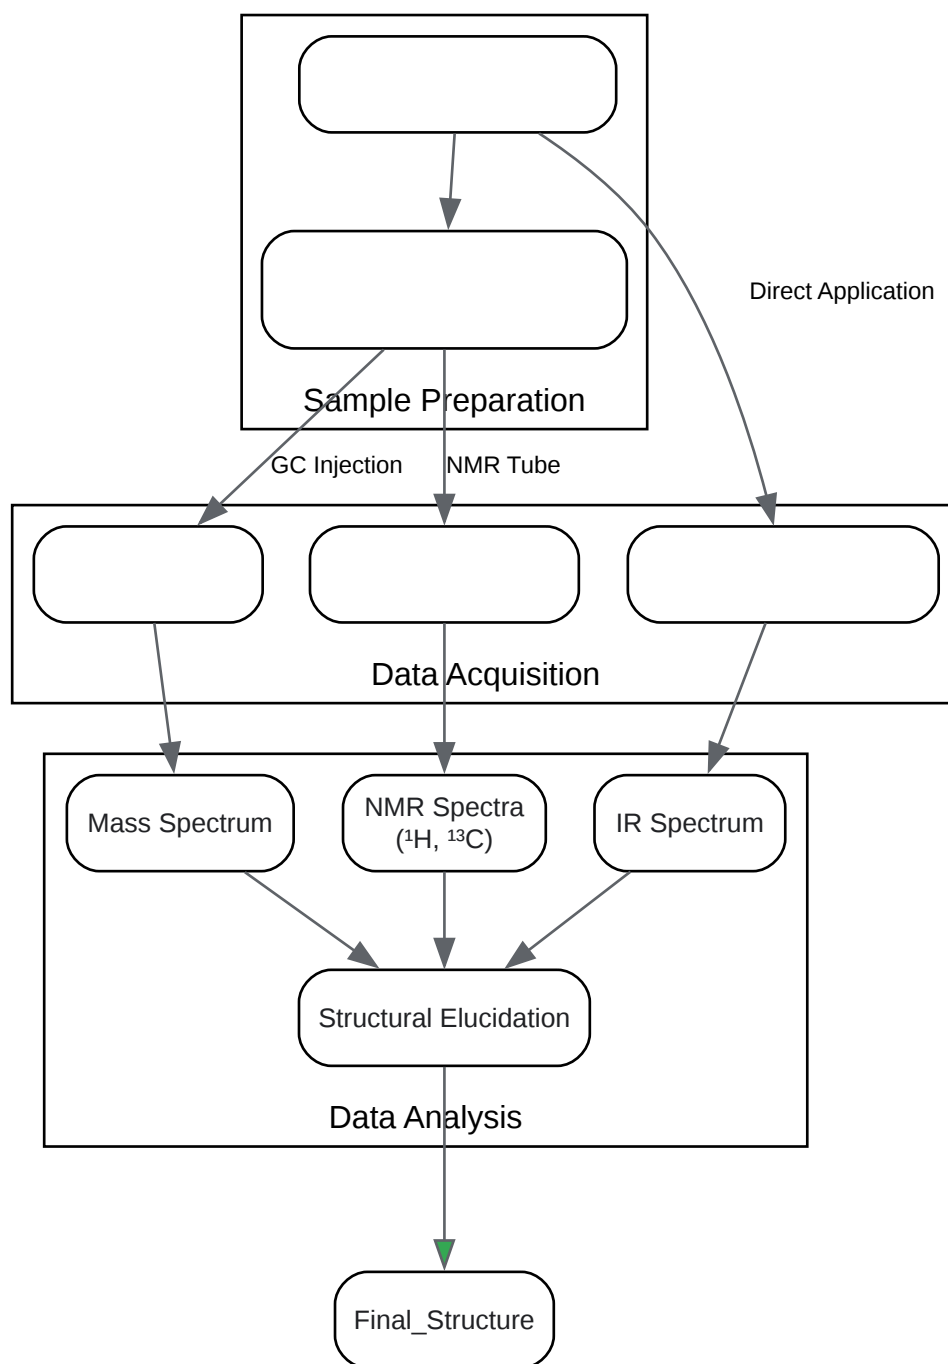 Direct Application
Sample Preparation
GC Injection
NMR Tube
Data Acquisition
Mass Spectrum
NMR Spectra
(¹H, ¹³C)
IR Spectrum
Structural Elucidation
Data Analysis
Final_Structure